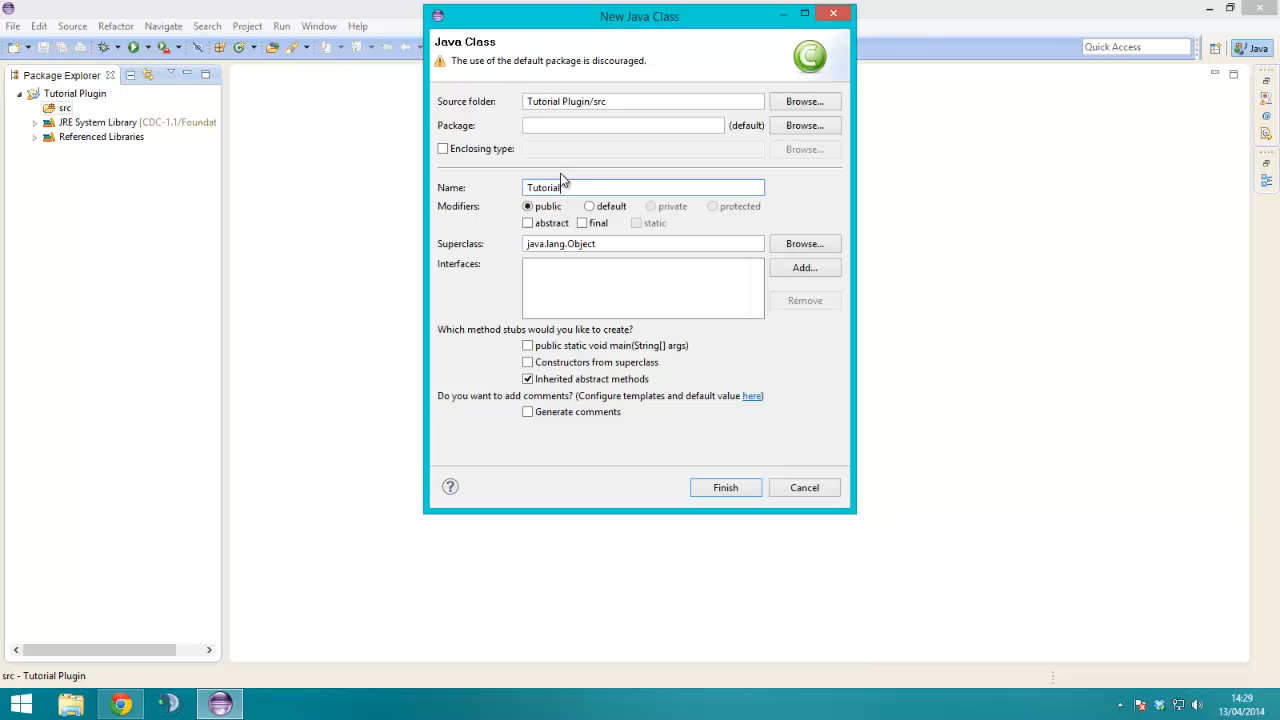 New Java Class
File Edit Source Refactor Navigate Search Project Run Window Help
Quick Access
Java
Package Explorer
Tutorial Plugin
src
JRE System Library [CDC-1.1/Foundat
Referenced Libraries
Java Class
The use of the default package is discouraged.
Source folder: Tutorial Plugin/src Browse...
Package: (default) Browse...
Enclosing type: Browse...
Name: Tutorial
Modifiers: public default private protected
abstract final static
Superclass: java.lang.Object Browse...
Interfaces: Add...
Remove
Which method stubs would you like to create?
public static void main(String[] args)
Constructors from superclass
Inherited abstract methods
Do you want to add comments? (Configure templates and default value here)
Generate comments
Finish Cancel
src - Tutorial Plugin
14:29
13/04/2014